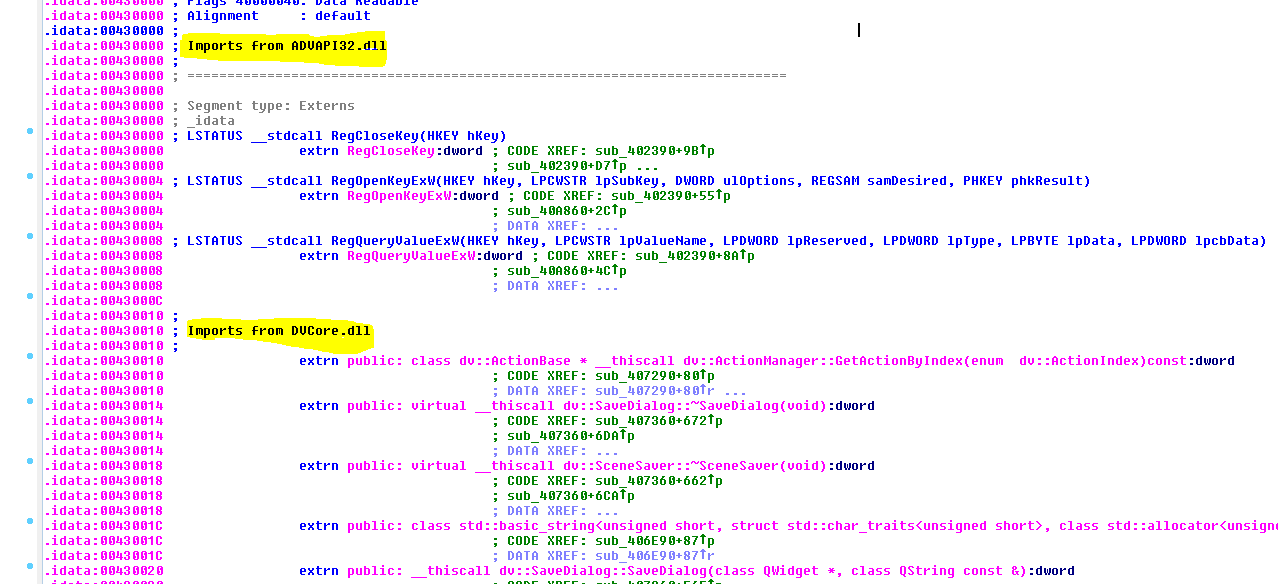 .idata:00430000 ; Flags 40000040: Data Readable
.idata:00430000 ; Alignment     : default
.idata:00430000 ;
.idata:00430000 ; Imports from ADVAPI32.dll
.idata:00430000 ;
.idata:00430000 ; ===========================================================================
.idata:00430000
.idata:00430000 ; Segment type: Externs
.idata:00430000 ; _idata
.idata:00430000 ; LSTATUS __stdcall RegCloseKey(HKEY hKey)
.idata:00430000                 extrn RegCloseKey:dword ; CODE XREF: sub_402390+9B↑p
.idata:00430000                                         ; sub_402390+D7↑p ...
.idata:00430004 ; LSTATUS __stdcall RegOpenKeyExW(HKEY hKey, LPCWSTR lpSubKey, DWORD ulOptions, REGSAM samDesired, PHKEY phkResult)
.idata:00430004                 extrn RegOpenKeyExW:dword ; CODE XREF: sub_402390+55↑p
.idata:00430004                                         ; sub_40A860+2C↑p
.idata:00430004                                         ; DATA XREF: ...
.idata:00430008 ; LSTATUS __stdcall RegQueryValueExW(HKEY hKey, LPCWSTR lpValueName, LPDWORD lpReserved, LPDWORD lpType, LPBYTE lpData, LPDWORD lpcbData)
.idata:00430008                 extrn RegQueryValueExW:dword ; CODE XREF: sub_402390+8A↑p
.idata:00430008                                         ; sub_40A860+4C↑p
.idata:00430008                                         ; DATA XREF: ...
.idata:0043000C
.idata:00430010 ;
.idata:00430010 ; Imports from DVCore.dll
.idata:00430010 ;
.idata:00430010                 extrn public: class dv::ActionBase * __thiscall dv::ActionManager::GetActionByIndex(enum  dv::ActionIndex)const:dword
.idata:00430010                                         ; CODE XREF: sub_407290+80↑p
.idata:00430010                                         ; DATA XREF: sub_407290+80↑r ...
.idata:00430014                 extrn public: virtual __thiscall dv::SaveDialog::~SaveDialog(void):dword
.idata:00430014                                         ; CODE XREF: sub_407360+672↑p
.idata:00430014                                         ; sub_407360+6DA↑p
.idata:00430014                                         ; DATA XREF: ...
.idata:00430018                 extrn public: virtual __thiscall dv::SceneSaver::~SceneSaver(void):dword
.idata:00430018                                         ; CODE XREF: sub_407360+662↑p
.idata:00430018                                         ; sub_407360+6CA↑p
.idata:00430018                                         ; DATA XREF: ...
.idata:0043001C                 extrn public: class std::basic_string<unsigned short, struct std::char_traits<unsigned short>, class std::allocator<unsign
.idata:0043001C                                         ; CODE XREF: sub_406E90+87↑p
.idata:0043001C                                         ; DATA XREF: sub_406E90+87↑r
.idata:00430020                 extrn public: __thiscall dv::SaveDialog::SaveDialog(class QWidget *, class QString const &):dword